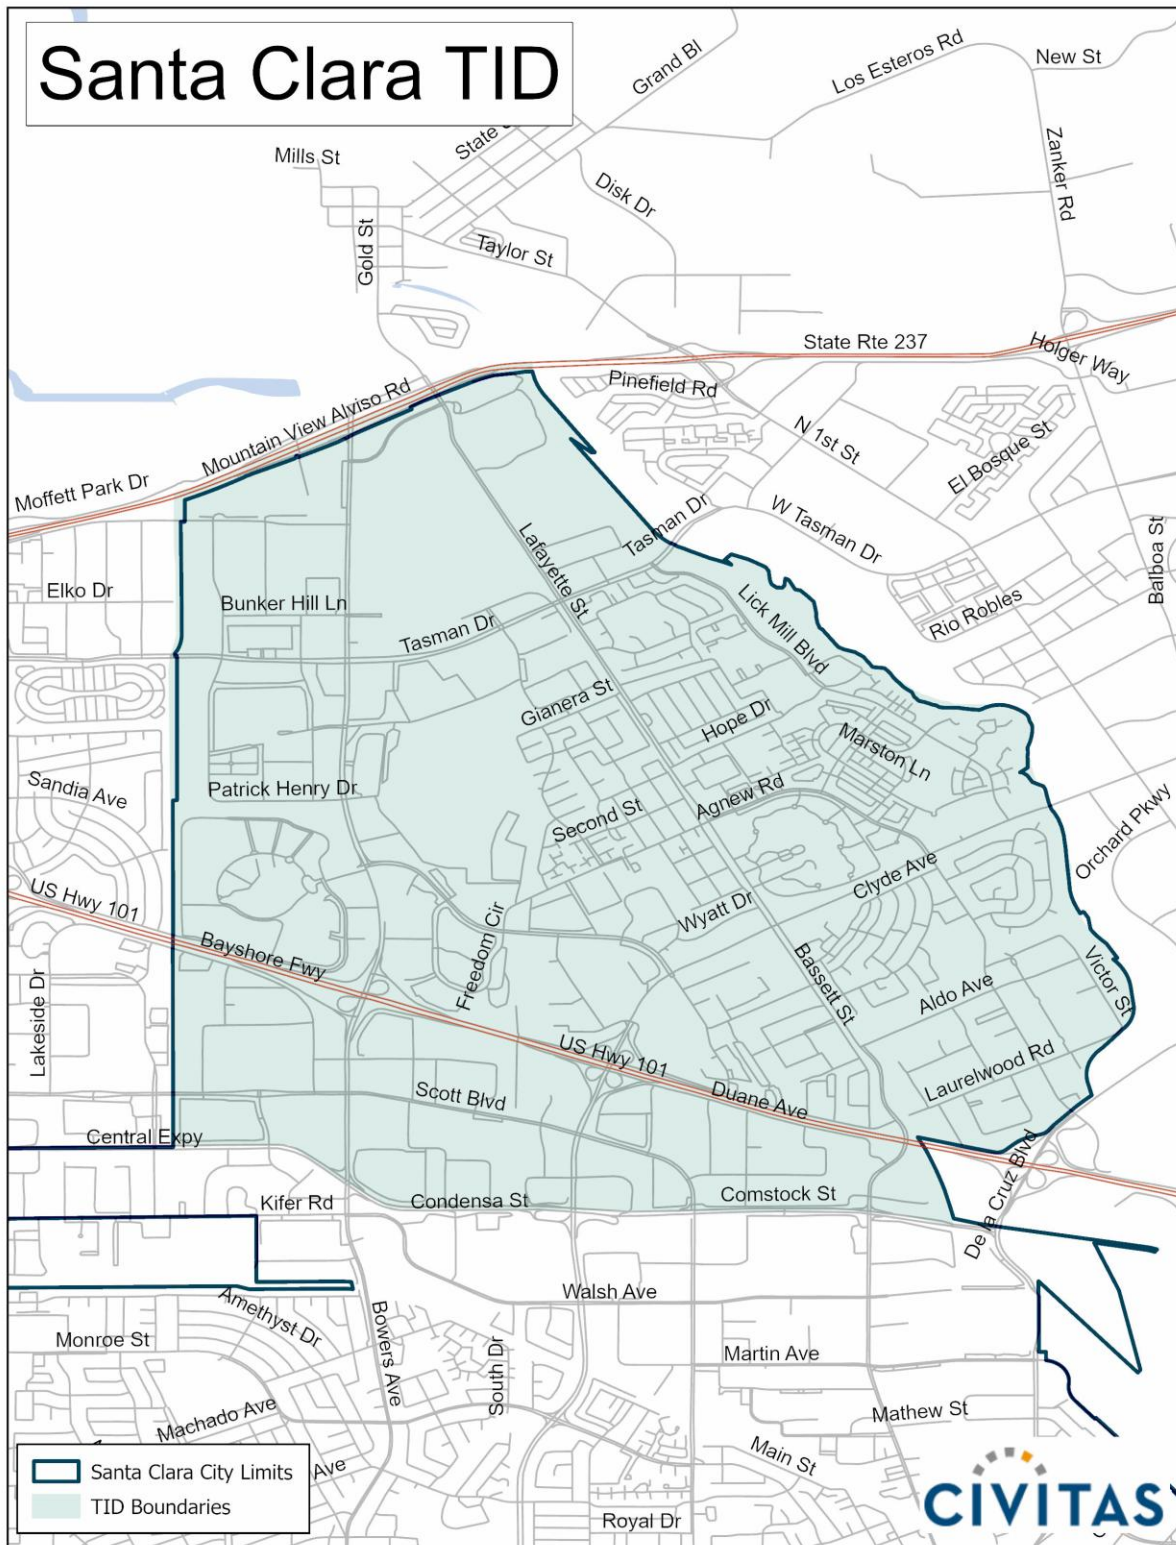 Santa Clara TID
Grand Bl
Los Esteros Rd
New St
State
Mills St
Zanker Rd
Disk Dr
Gold St
Taylor St
State Rte 237
Holger Way
Pinefield Rd
Mountain View Alviso Rd
N 1st St
El Bosque St
Moffett Park Dr
Tasman Dr
W Tasman Dr
Lafayette St
Balboa St
Elko Dr
Bunker Hill Ln
Lick Mill Blvd
Rio Robles
Tasman Dr
Gianera St
Hope Dr
Marston Ln
Sandia Ave
Patrick Henry Dr
Agnew Rd
Second St
Orchard Pkwy
Clyde Ave
US Hwy 101
Wyatt Dr
Bayshore Fwy
Freedom Cir
Bassett St
Victor St
Aldo Ave
Lakeside Dr
US Hwy 101
Laurelwood Rd
Scott Blvd
Duane Ave
Central Expy
De la Cruz Blvd
Kifer Rd
Condensa St
Comstock St
Walsh Ave
Amethyst Dr
Monroe St
Bowers Ave
South Dr
Martin Ave
Machado Ave
Mathew St
Main St
Ave
Santa Clara City Limits
TID Boundaries
Royal Dr
CIVITAS